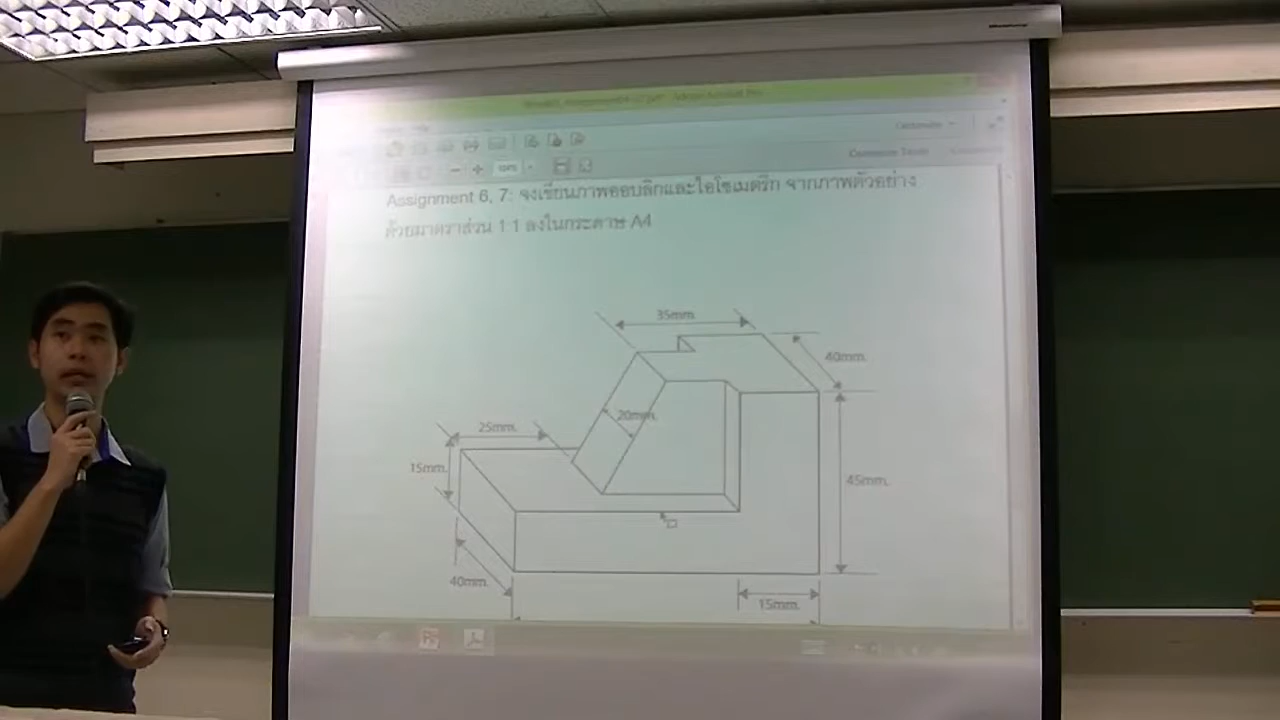 Assignment 6, 7: จงเขียนภาพออบลิกและไอโซเมตริก จากภาพตัวอย่าง
ด้วยมาตราส่วน 1:1 ลงในกระดาษ A4
35mm.
40mm.
20mm.
25mm.
15mm.
45mm.
40mm.
15mm.